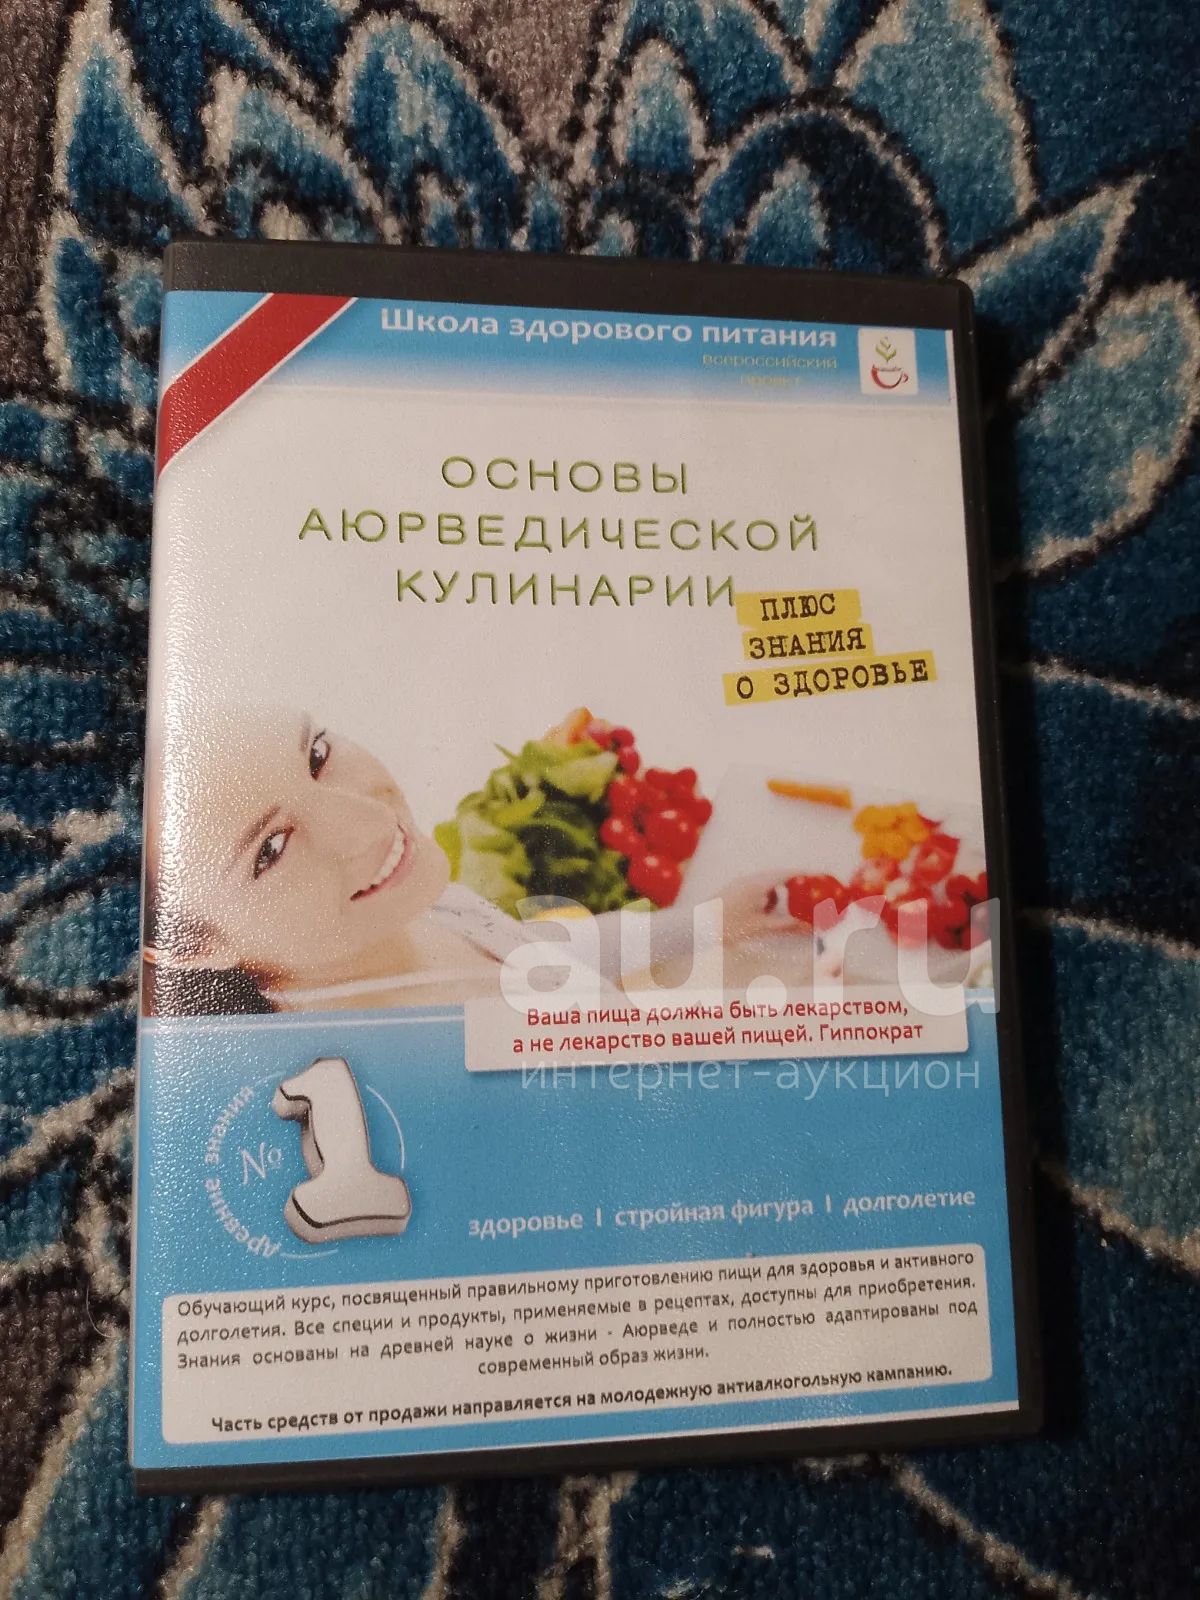 Школа здорового питания
всероссийский
проект
ОСНОВЫ
АЮРВЕДИЧЕСКОЙ
КУЛИНАРИИ
ПЛЮС
ЗНАНИЯ
О ЗДОРОВЬЕ
au.ru
Ваша пища должна быть лекарством,
а не лекарство вашей пищей. Гиппократ
интернет-аукцион
древние знания
№ 1
здоровье I стройная фигура I долголетие
Обучающий курс, посвященный правильному приготовлению пищи для здоровья и активного
долголетия. Все специи и продукты, применяемые в рецептах, доступны для приобретения.
Знания основаны на древней науке о жизни - Аюрведе и полностью адаптированы под
современный образ жизни.
Часть средств от продажи направляется на молодежную антиалкогольную кампанию.